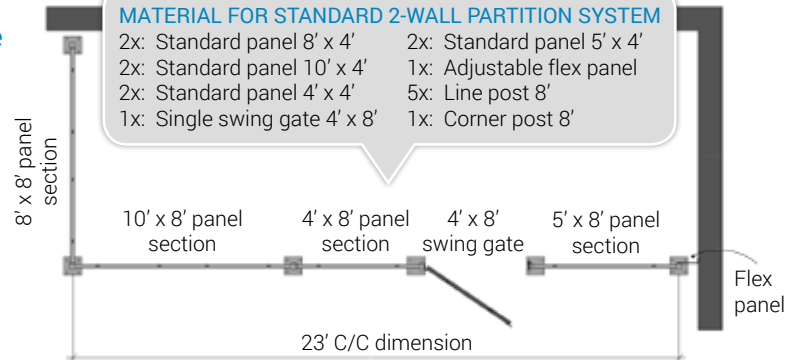 MATERIAL FOR STANDARD 2-WALL PARTITION SYSTEM
2x: Standard panel 8' x 4'
2x: Standard panel 10' x 4'
2x: Standard panel 4' x 4'
1x: Single swing gate 4' x 8'
2x: Standard panel 5' x 4'
1x: Adjustable flex panel
5x: Line post 8'
1x: Corner post 8'
8' x 8' panel
section
10' x 8' panel
section
4' x 8' panel
section
4' x 8'
swing gate
5' x 8' panel
section
Flex
panel
23' C/C dimension